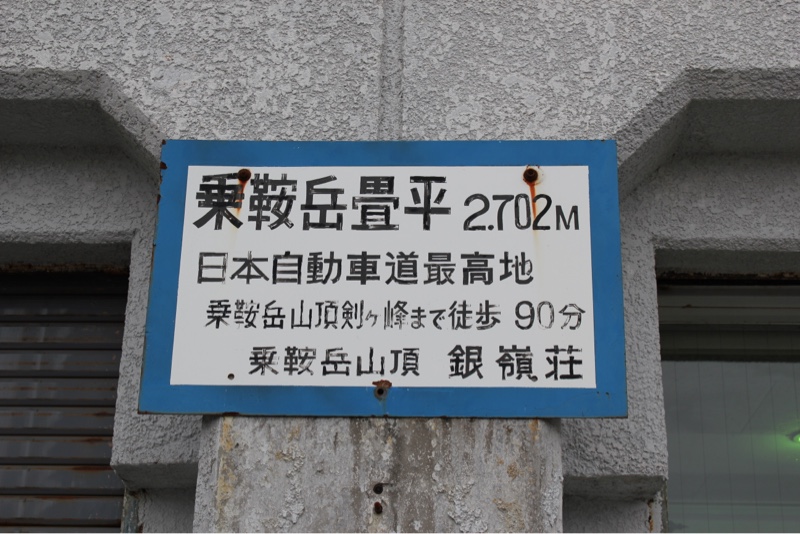 乗鞍岳畳平 2.702M
日本自動車道最高地
乗鞍岳山頂剣ヶ峰まで徒歩 90分
乗鞍岳山頂 銀嶺荘